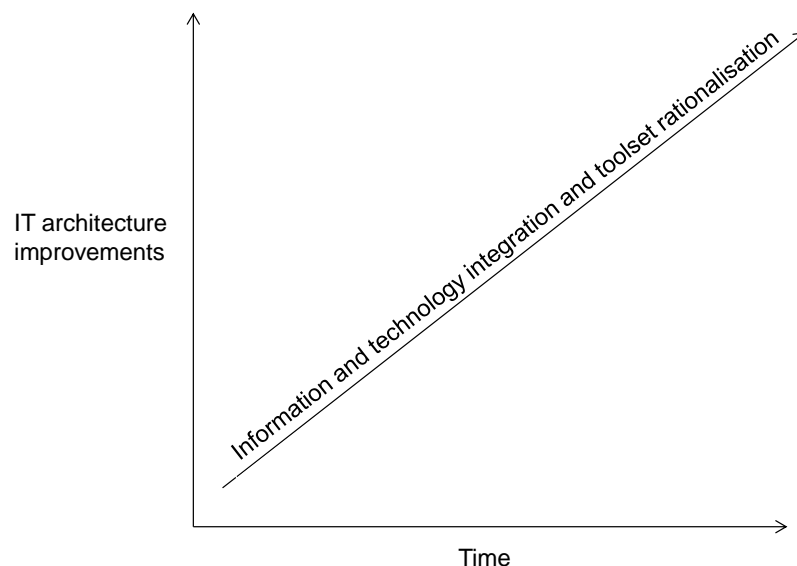 IT architecture
improvements
Information and technology integration and toolset rationalisation
Time